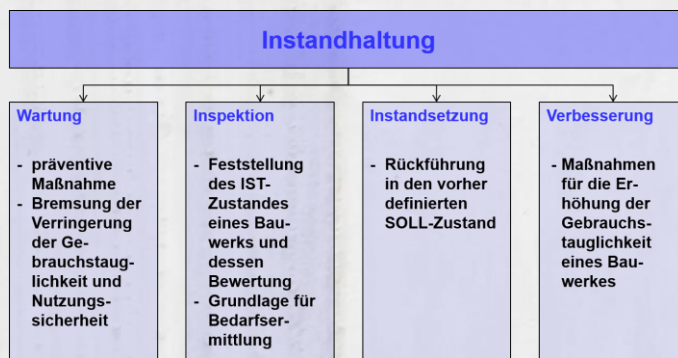 Instandhaltung
Wartung
- präventive
Maßnahme
- Bremsung der
Verringerung
der Ge-
brauchstaug-
lichkeit und
Nutzungs-
sicherheit
Inspektion
- Feststellung
des IST-
Zustandes
eines Bau-
werks und
dessen
Bewertung
- Grundlage für
Bedarfser-
mittlung
Instandsetzung
- Rückführung
in den vorher
definierten
SOLL-Zustand
Verbesserung
- Maßnahmen
für die Er-
höhung der
Gebrauchs-
tauglichkeit
eines Bau-
werkes